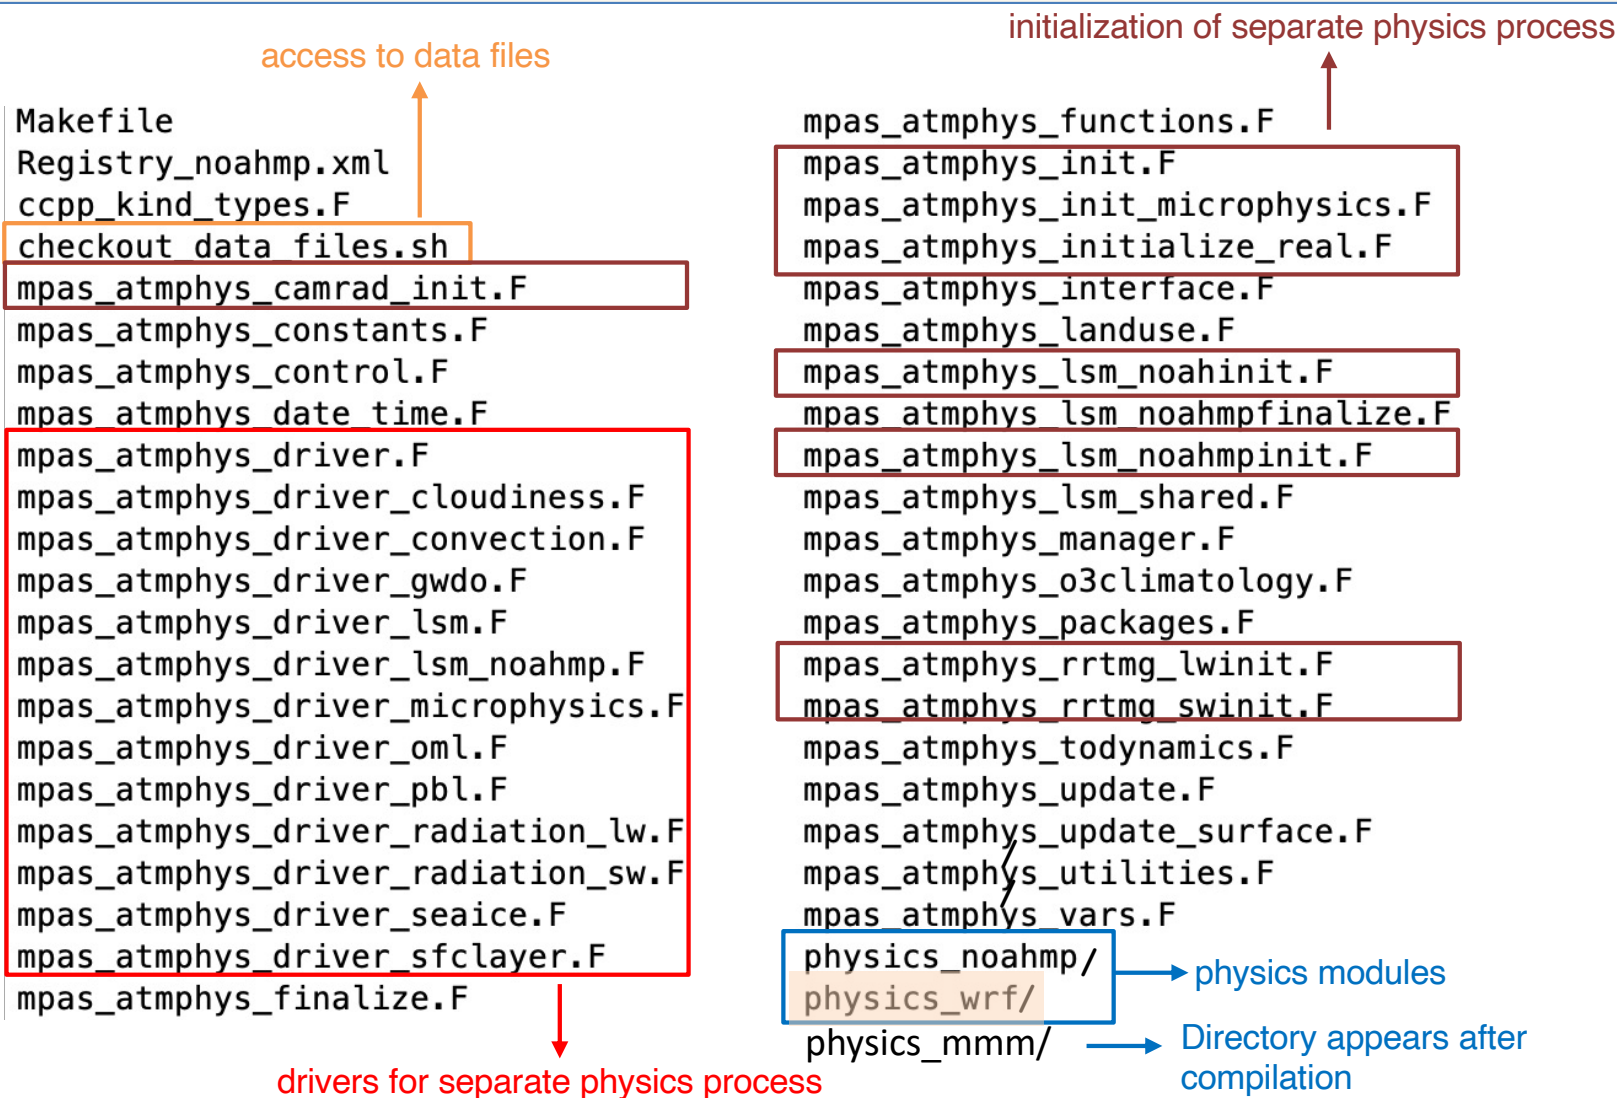 initialization of separate physics process
access to data files
Makefile
Registry_noahmp.xml
ccpp_kind_types.F
checkout_data_files.sh
mpas_atmphys_camrad_init.F
mpas_atmphys_constants.F
mpas_atmphys_control.F
mpas_atmphys_date_time.F
mpas_atmphys_driver.F
mpas_atmphys_driver_cloudiness.F
mpas_atmphys_driver_convection.F
mpas_atmphys_driver_gwdo.F
mpas_atmphys_driver_lsm.F
mpas_atmphys_driver_lsm_noahmp.F
mpas_atmphys_driver_microphysics.F
mpas_atmphys_driver_oml.F
mpas_atmphys_driver_pbl.F
mpas_atmphys_driver_radiation_lw.F
mpas_atmphys_driver_radiation_sw.F
mpas_atmphys_driver_seaice.F
mpas_atmphys_driver_sfclayer.F
mpas_atmphys_finalize.F
drivers for separate physics process
mpas_atmphys_functions.F
mpas_atmphys_init.F
mpas_atmphys_init_microphysics.F
mpas_atmphys_initialize_real.F
mpas_atmphys_interface.F
mpas_atmphys_landuse.F
mpas_atmphys_lsm_noahinit.F
mpas_atmphys_lsm_noahmpfinalize.F
mpas_atmphys_lsm_noahmpinit.F
mpas_atmphys_lsm_shared.F
mpas_atmphys_manager.F
mpas_atmphys_o3climatology.F
mpas_atmphys_packages.F
mpas_atmphys_rrtmg_lwinit.F
mpas_atmphys_rrtmg_swinit.F
mpas_atmphys_todynamics.F
mpas_atmphys_update.F
mpas_atmphys_update_surface.F
mpas_atmphys_utilities.F
mpas_atmphys_vars.F
physics_noahmp/
physics_wrf/
physics_mmm/
physics modules
Directory appears after
compilation